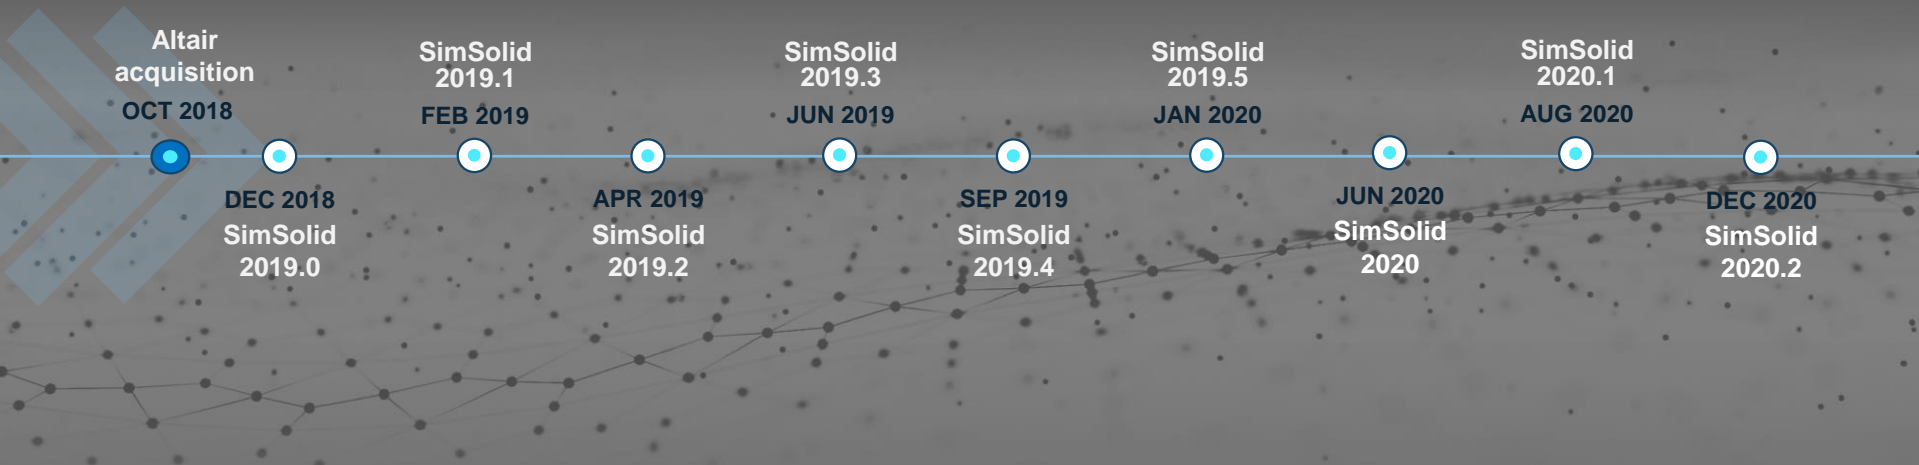 Altair
acquisition
OCT 2018
DEC 2018
SimSolid
2019.0
SimSolid
2019.1
FEB 2019
APR 2019
SimSolid
2019.2
SimSolid
2019.3
JUN 2019
SEP 2019
SimSolid
2019.4
SimSolid
2019.5
JAN 2020
JUN 2020
SimSolid
2020
SimSolid
2020.1
AUG 2020
DEC 2020
SimSolid
2020.2